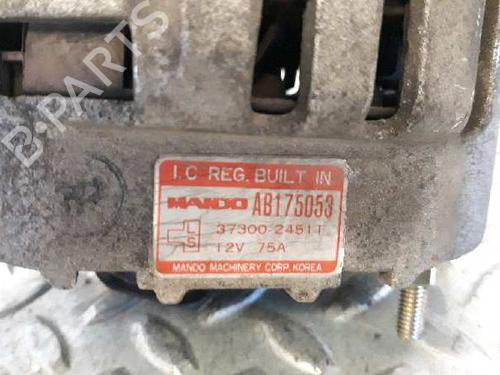 I.C REG. BUILT IN
MANDO AB175053
L
S
37300-24511
12V 75A
MANDO MACHINERY CORP. KOREA
B-PARTS